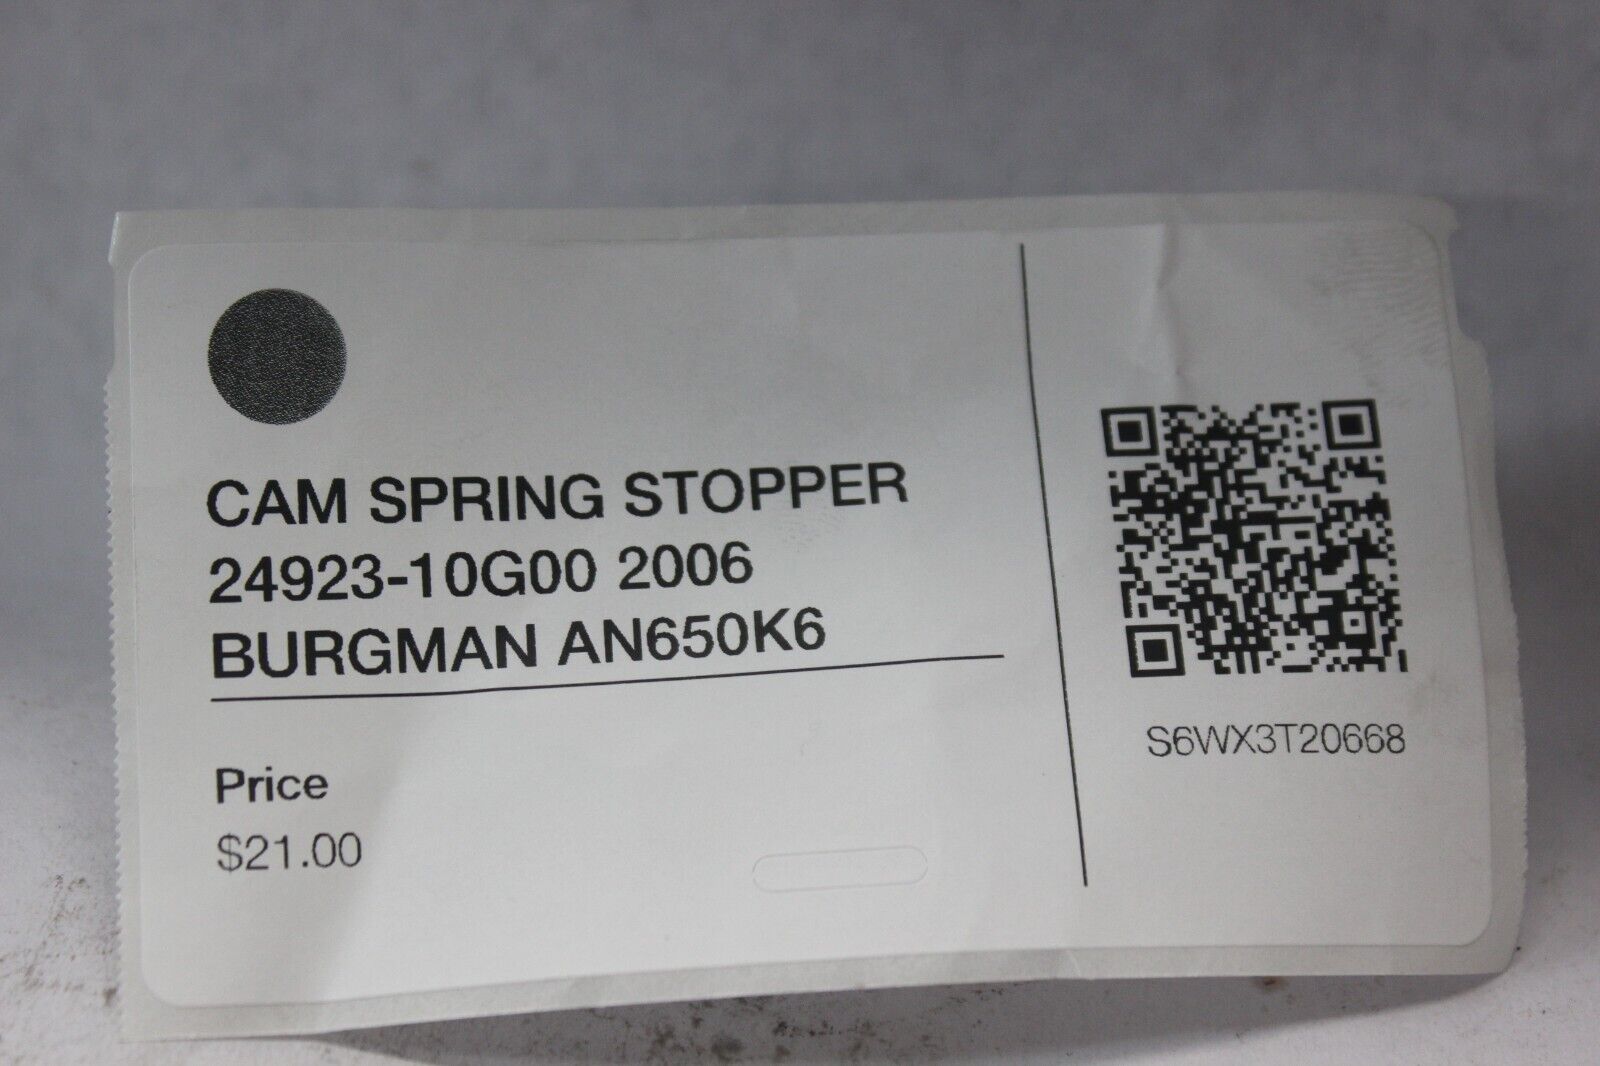 CAM SPRING STOPPER
24923-10G00 2006
BURGMAN AN650K6
Price
$21.00
S6WX3T20668